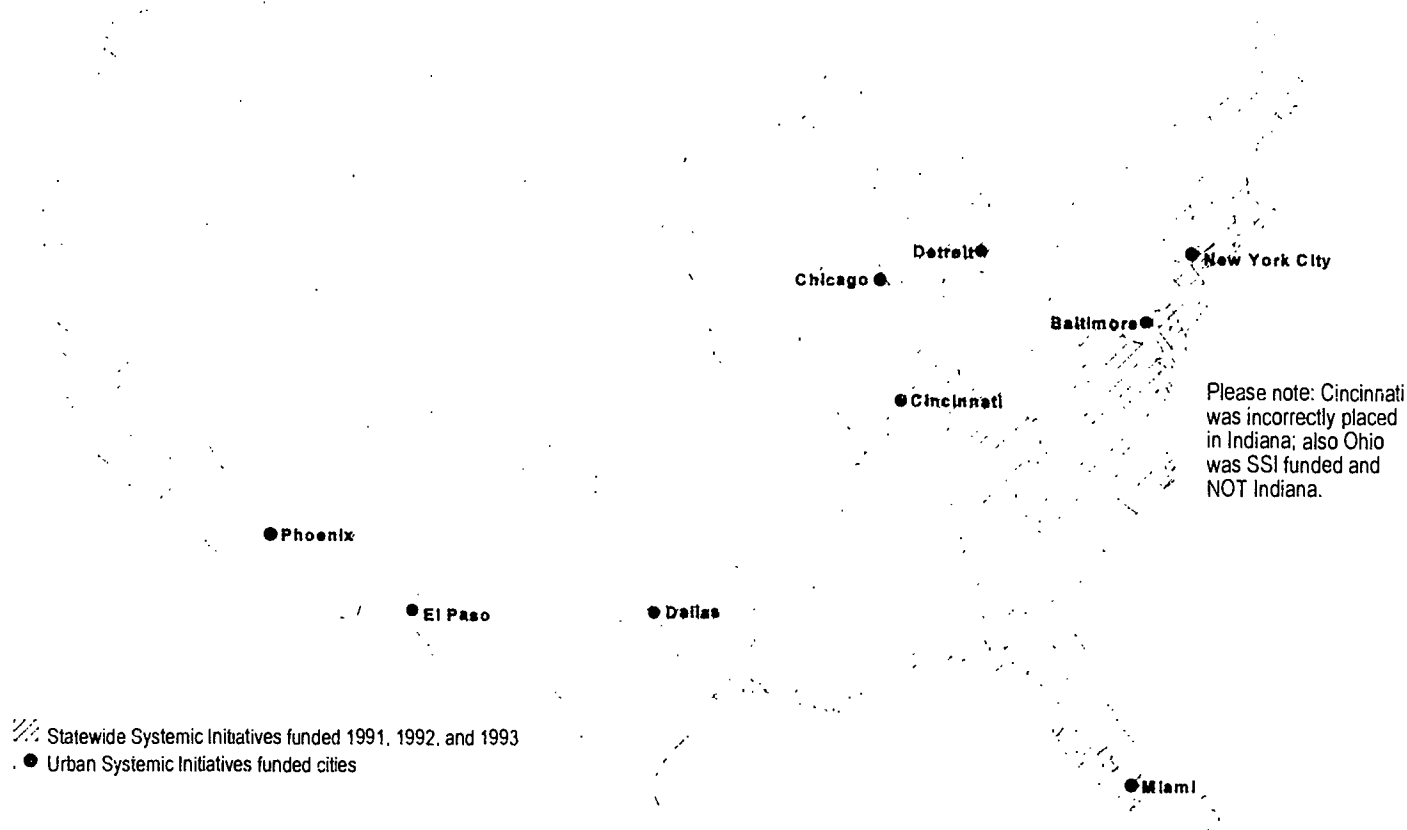 Detroit
New York City
Chicago
Baltimore
Please note: Cincinnati
was incorrectly placed
in Indiana; also Ohio
was SSI funded and
NOT Indiana.
Cincinnati
Phoenix
El Paso
Dallas
Statewide Systemic Initiatives funded 1991, 1992, and 1993
Urban Systemic Initiatives funded cities
Miami